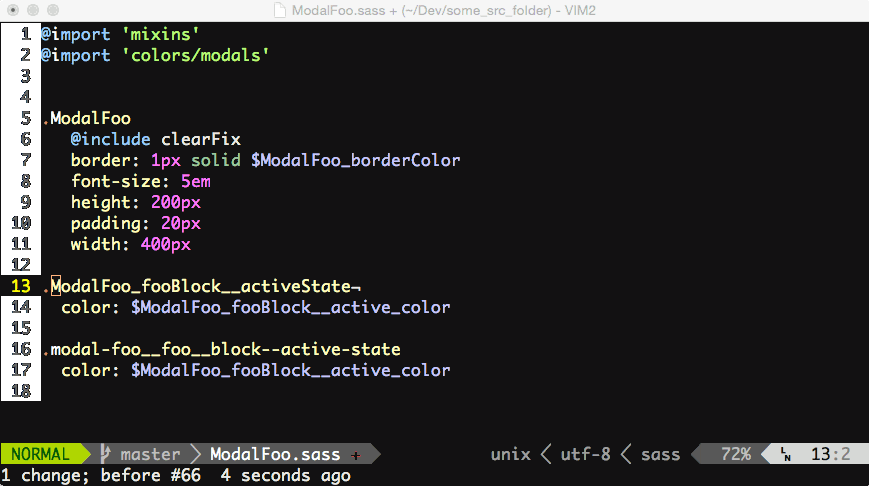 ModalFoo.sass + (~/Dev/some_src_folder) - VIM2
1 @import 'mixins'
2 @import 'colors/modals'
3
4
5 .ModalFoo
6 @include clearFix
7 border: 1px solid $ModalFoo_borderColor
8 font-size: 5em
9 height: 200px
10 padding: 20px
11 width: 400px
12
13 .ModalFoo_fooBlock__activeState¬
14 color: $ModalFoo_fooBlock__active_color
15
16 .modal-foo__foo__block--active-state
17 color: $ModalFoo_fooBlock__active_color
18
NORMAL master ModalFoo.sass + unix utf-8 sass 72% LN 13:2
1 change; before #66 4 seconds ago